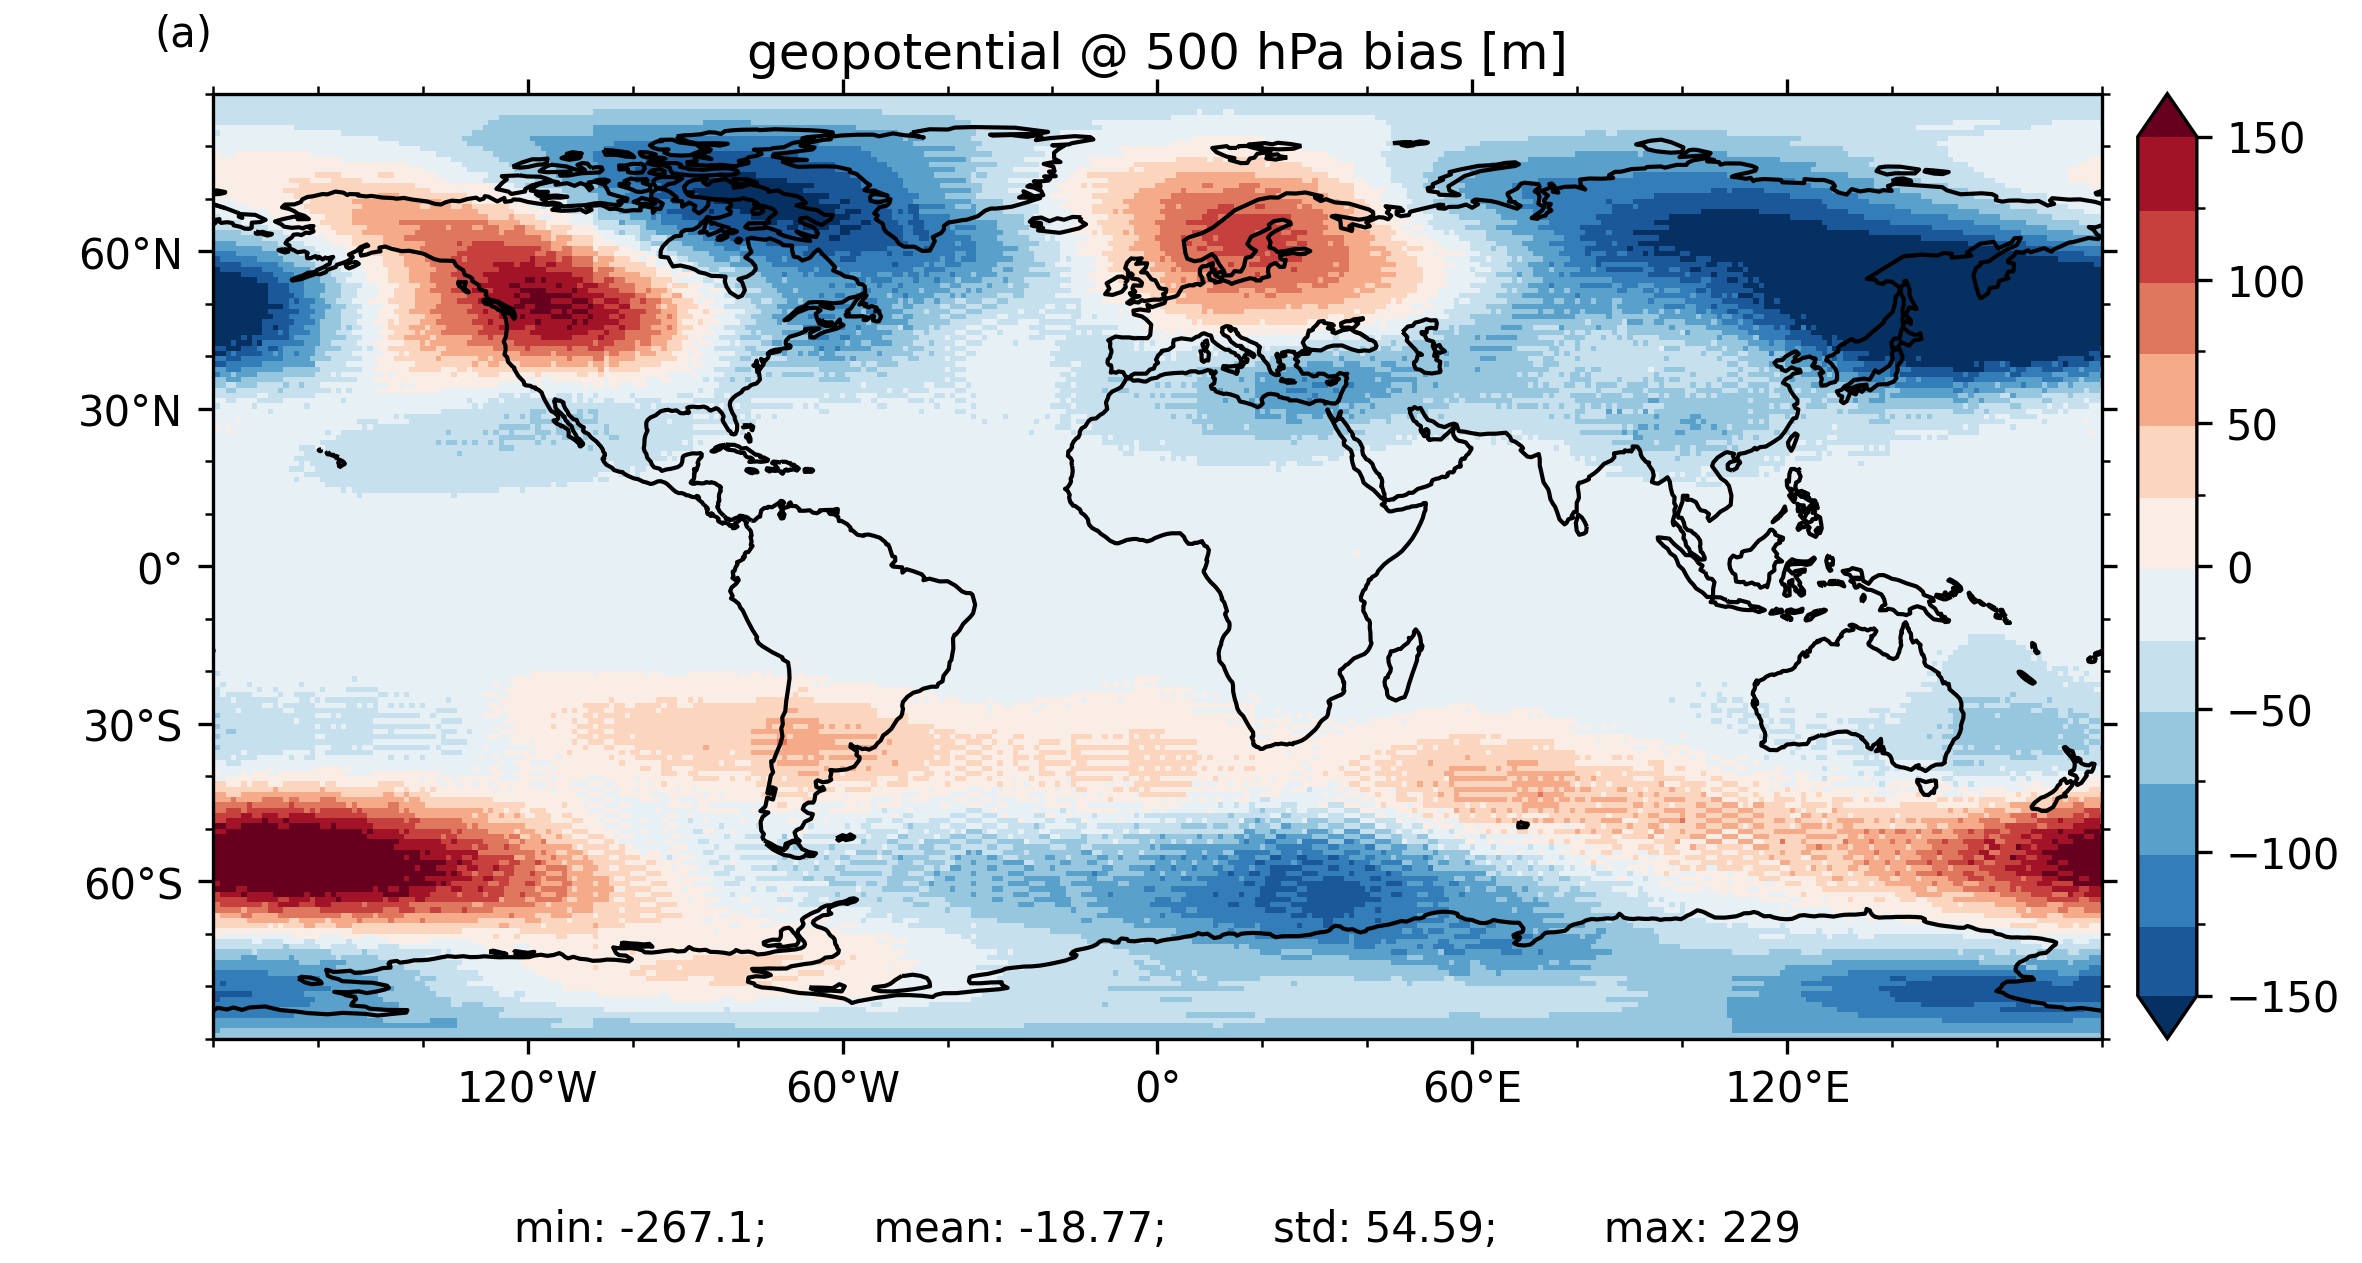 (a)
geopotential @ 500 hPa bias [m]
60°N
30°N
0°
30°S
60°S
120°W 60°W 0° 60°E 120°E
150
100
50
0
−50
−100
−150
min: -267.1; mean: -18.77; std: 54.59; max: 229